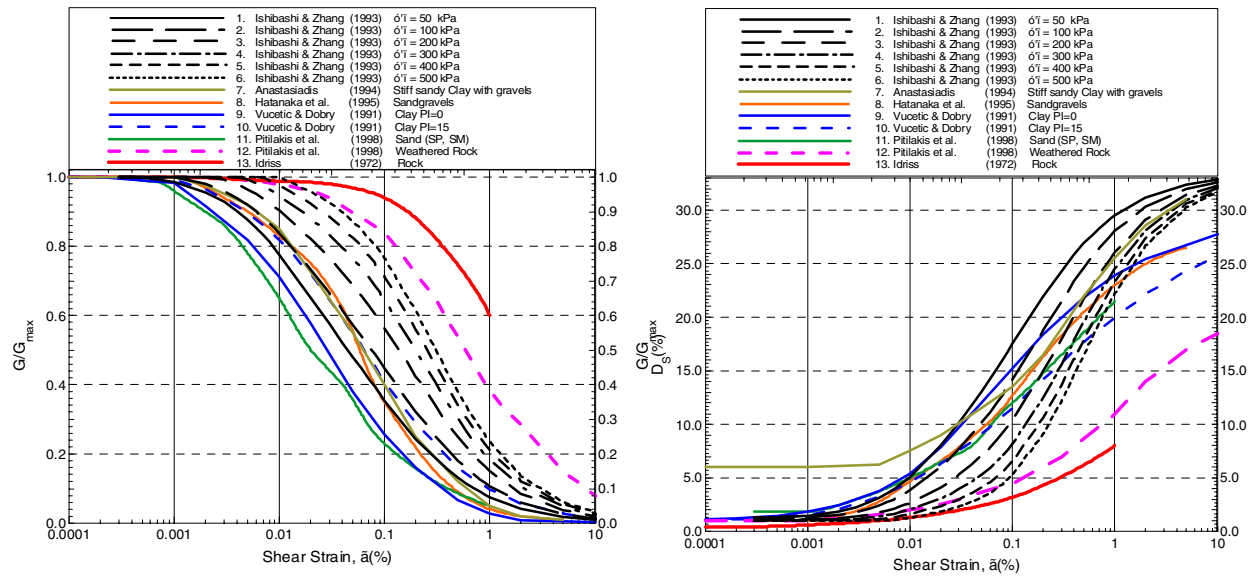 1. Ishibashi & Zhang (1993) ó'ï = 50 kPa
2. Ishibashi & Zhang (1993) ó'ï = 100 kPa
3. Ishibashi & Zhang (1993) ó'ï = 200 kPa
4. Ishibashi & Zhang (1993) ó'ï = 300 kPa
5. Ishibashi & Zhang (1993) ó'ï = 400 kPa
6. Ishibashi & Zhang (1993) ó'ï = 500 kPa
7. Anastasiadis (1994) Stiff sandy Clay with gravels
8. Hatanaka et al. (1995) Sandgravels
9. Vucetic & Dobry (1991) Clay PI=0
10. Vucetic & Dobry (1991) Clay PI=15
11. Pitilakis et al. (1998) Sand (SP, SM)
12. Pitilakis et al. (1998) Weathered Rock
13. Idriss (1972) Rock
1.0 1.0
0.9
0.8 0.8
0.7
0.6 0.6
0.5
0.4 0.4
0.3
0.2 0.2
0.1
0.0 0.0
G/Gmax
0.0001 0.001 0.01 0.1 1 10
Shear Strain, ã(%)
1. Ishibashi & Zhang (1993) ó'ï = 50 kPa
2. Ishibashi & Zhang (1993) ó'ï = 100 kPa
3. Ishibashi & Zhang (1993) ó'ï = 200 kPa
4. Ishibashi & Zhang (1993) ó'ï = 300 kPa
5. Ishibashi & Zhang (1993) ó'ï = 400 kPa
6. Ishibashi & Zhang (1993) ó'ï = 500 kPa
7. Anastasiadis (1994) Stiff sandy Clay with gravels
8. Hatanaka et al. (1995) Sandgravels
9. Vucetic & Dobry (1991) Clay PI=0
10. Vucetic & Dobry (1991) Clay PI=15
11. Pitilakis et al. (1998) Sand (SP, SM)
12. Pitilakis et al. (1998) Weathered Rock
13. Idriss (1972) Rock
30.0 30.0
25.0 25.0
20.0 20.0
15.0 15.0
10.0 10.0
5.0 5.0
0.0 0.0
G/Gmax
DS(%)
0.0001 0.001 0.01 0.1 1 10
Shear Strain, ã(%)